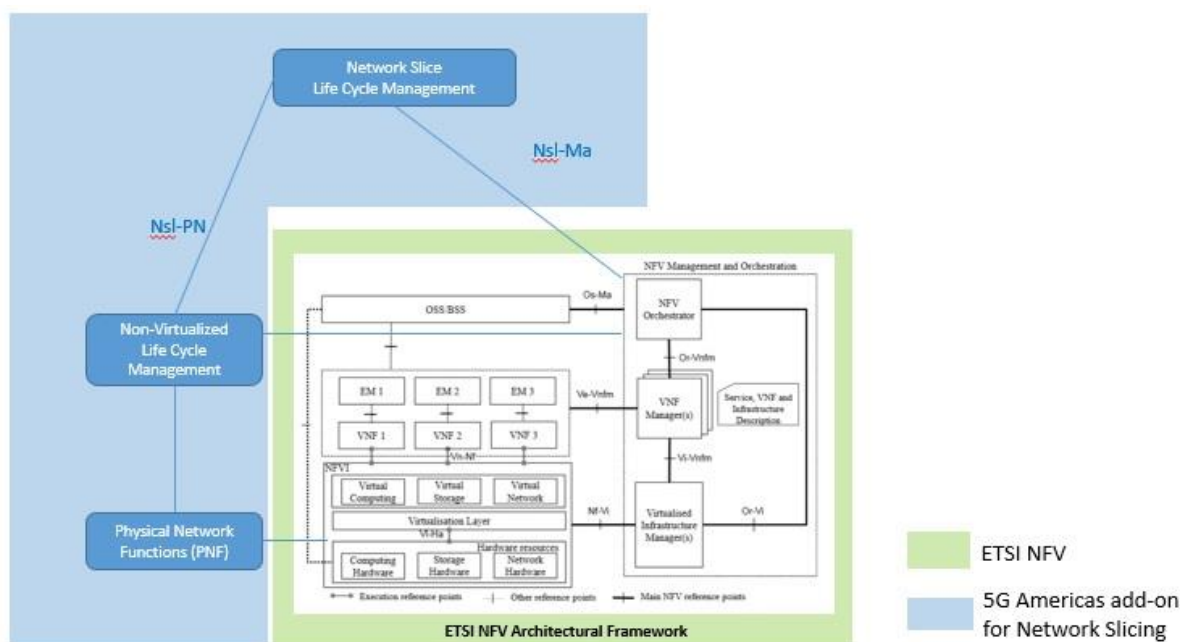 Network Slice
Life Cycle Management
Nsl-Ma
Nsl-PN
Non-Virtualized
Life Cycle
Management
Physical Network
Functions (PNF)
NFV Management and Orchestration
Os-Ma
OSS/BSS
NFV
Orchestrator
Or-Vnfm
EM 1
EM 2
EM 3
Ve-Vnfm
VNF
Manager(s)
Service, VNF and
Infrastructure
Description
VNF 1
VNF 2
VNF 3
Vn-Nf
Vi-Vnfm
NFVI
Virtual
Computing
Virtual
Storage
Virtual
Network
Virtualisation Layer
Vl-Ha
Nf-Vi
Virtualised
Infrastructure
Manager(s)
Or-Vi
Hardware resources
Computing
Hardware
Storage
Hardware
Network
Hardware
Execution reference points
Other reference points
Main NFV reference points
ETSI NFV Architectural Framework
ETSI NFV
5G Americas add-on
for Network Slicing